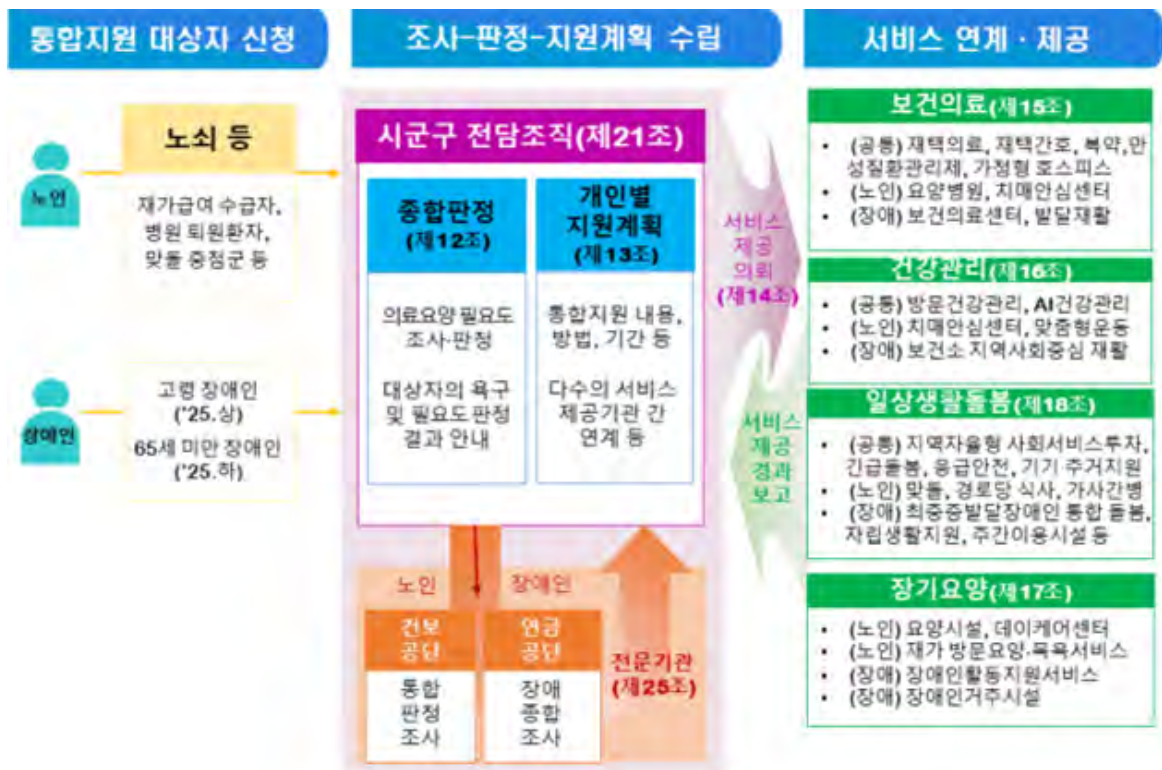 통합지원 대상자 신청
노인
노쇠 등
재가급여 수급자,
병원 퇴원환자,
맞돌 중점군 등
장애인
고령 장애인
('25.상)
65세 미만 장애인
('25.하)
조사-판정-지원계획 수립
시군구 전담조직(제21조)
종합판정
(제12조)
의료요양 필요도
조사·판정
대상자의 욕구
및 필요도 판정
결과 안내
개인별
지원계획
(제13조)
통합지원 내용,
방법, 기간 등
다수의 서비스
제공기관 간
연계 등
노인
장애인
건보
공단
통합
판정
조사
연금
공단
장애
종합
조사
전문기관
(제25조)
서비스
제공
의뢰
(제14조)
서비스
제공
경과
보고
서비스 연계·제공
보건의료(제15조)
• (공통) 재택의료, 재택간호, 복약,만
성질환관리제, 가정형 호스피스
• (노인) 요양병원, 치매안심센터
• (장애) 보건의료센터, 발달재활
건강관리(제16조)
• (공통) 방문건강관리, AI건강관리
• (노인) 치매안심센터, 맞춤형운동
• (장애) 보건소 지역사회중심 재활
일상생활돌봄(제18조)
• (공통) 지역자율형 사회서비스투자,
긴급돌봄, 응급안전, 기기 주거지원
• (노인) 맞돌, 경로당 식사, 가사간병
• (장애) 최중증발달장애인 통합 돌봄,
자립생활지원, 주간이용시설 등
장기요양(제17조)
• (노인) 요양시설, 데이케어센터
• (노인) 재가 방문요양·목욕서비스
• (장애) 장애인활동지원서비스
• (장애) 장애인거주시설